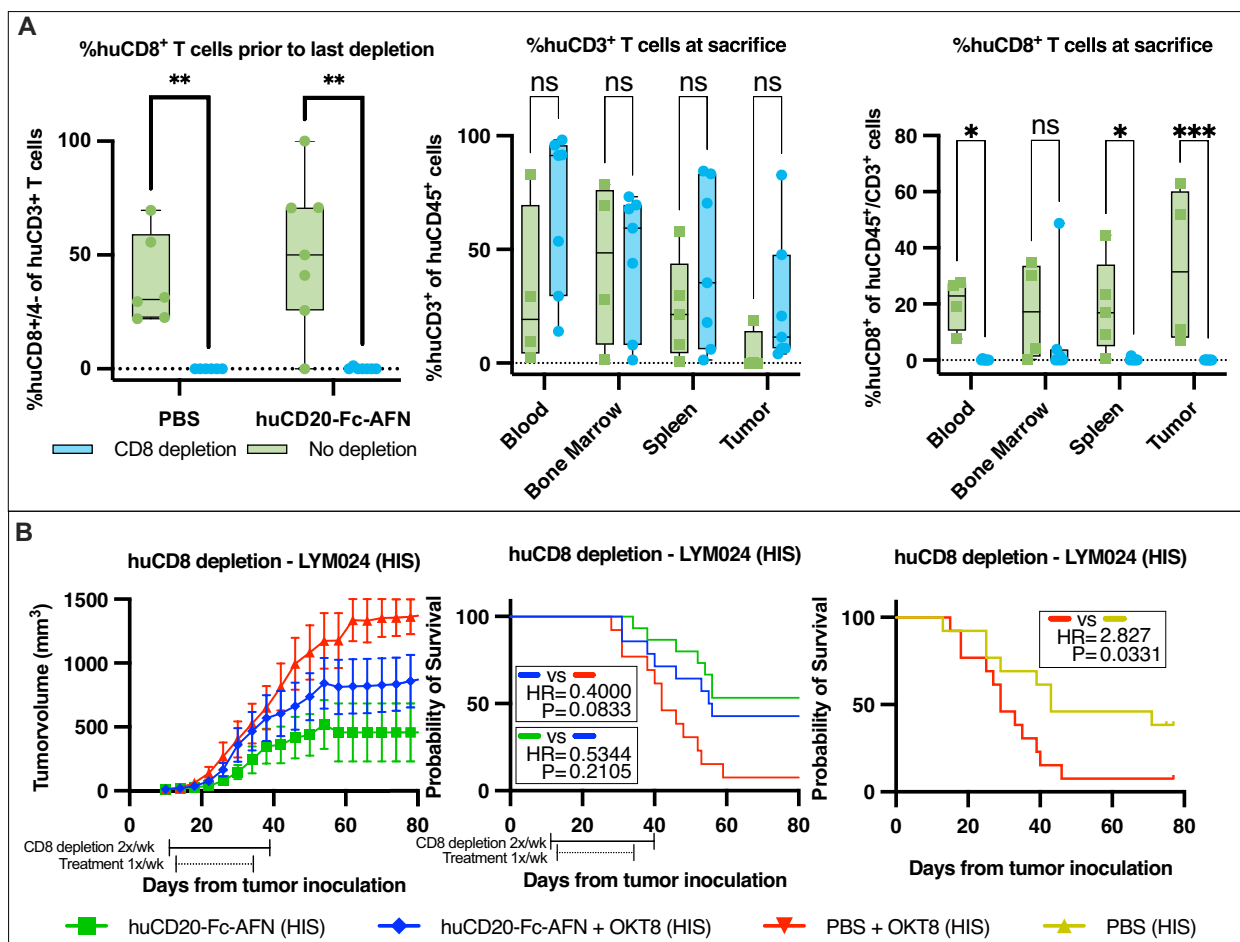 A
%huCD8⁺ T cells prior to last depletion
**
**
100
50
0
%huCD8+/4- of huCD3+ T cells
PBS
huCD20-Fc-AFN
CD8 depletion
No depletion
%huCD3⁺ T cells at sacrifice
ns
ns
ns
ns
100
50
0
%huCD3⁺ of huCD45⁺ cells
Blood
Bone Marrow
Spleen
Tumor
%huCD8⁺ T cells at sacrifice
*
ns
*
***
80
60
40
20
0
%huCD8⁺ of huCD45⁺/CD3⁺ cells
Blood
Bone Marrow
Spleen
Tumor
B
huCD8 depletion - LYM024 (HIS)
1500
1000
500
0
Tumorvolume (mm³)
0
20
40
60
80
CD8 depletion 2x/wk
Treatment 1x/wk
Days from tumor inoculation
huCD8 depletion - LYM024 (HIS)
100
50
0
Probability of Survival
vs
HR= 0.4000
P= 0.0833
vs
HR= 0.5344
P= 0.2105
0
20
40
60
80
CD8 depletion 2x/wk
Treatment 1x/wk
Days from tumor inoculation
huCD8 depletion - LYM024 (HIS)
100
50
0
Probability of Survival
vs
HR= 2.827
P= 0.0331
0
20
40
60
80
Days from tumor inoculation
huCD20-Fc-AFN (HIS)
huCD20-Fc-AFN + OKT8 (HIS)
PBS + OKT8 (HIS)
PBS (HIS)